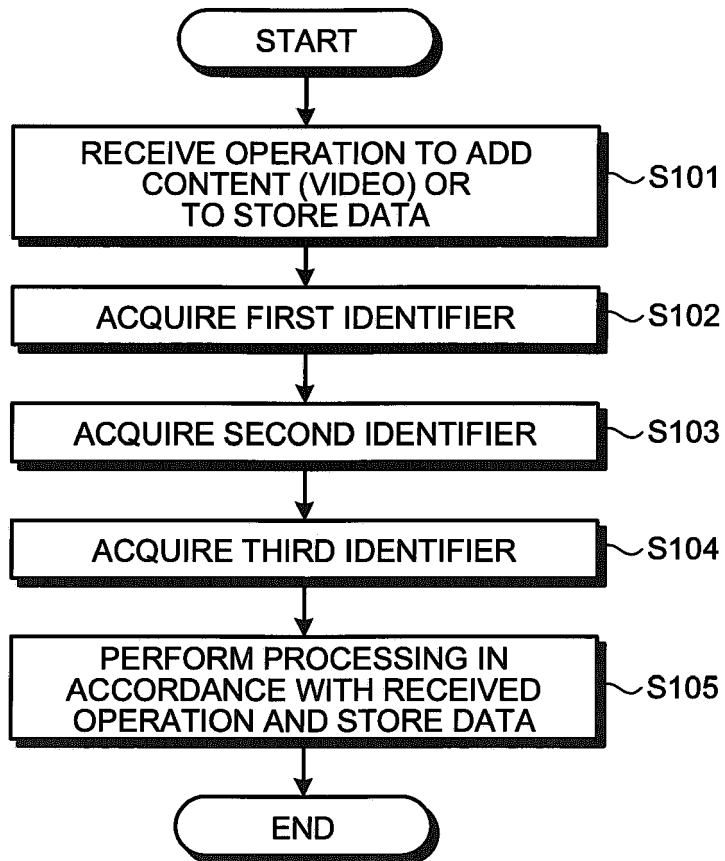 START
RECEIVE OPERATION TO ADD
CONTENT (VIDEO) OR
TO STORE DATA
S101
ACQUIRE FIRST IDENTIFIER
S102
ACQUIRE SECOND IDENTIFIER
S103
ACQUIRE THIRD IDENTIFIER
S104
PERFORM PROCESSING IN
ACCORDANCE WITH RECEIVED
OPERATION AND STORE DATA
S105
END